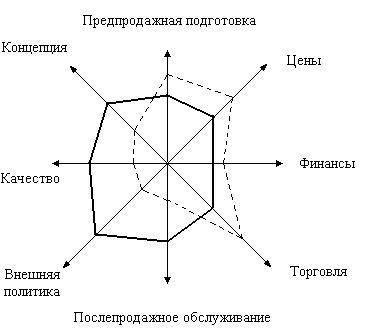 Предпродажная подготовка
Концепция
Цены
Качество
Финансы
Внешняя
политика
Торговля
Послепродажное обслуживание